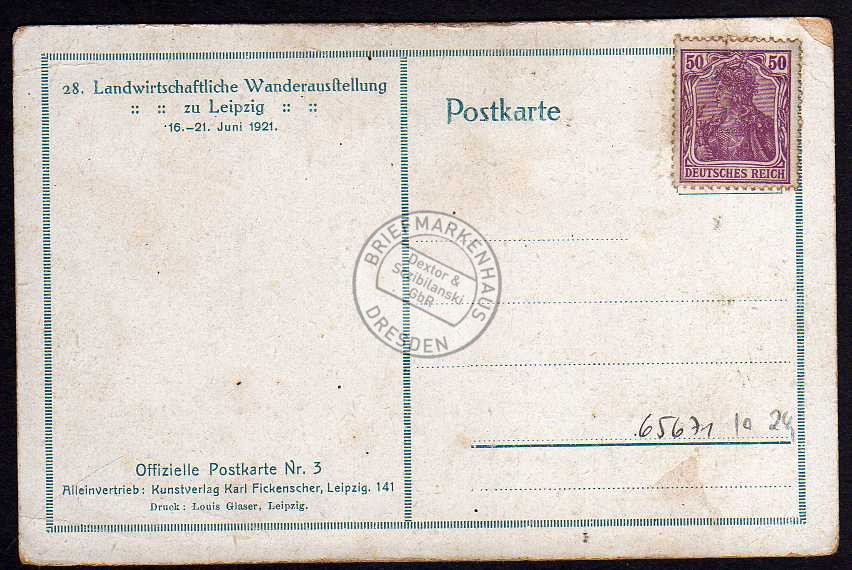 28. Landwirtschaftliche Wanderausstellung
:: :: zu Leipzig :: ::
16.–21. Juni 1921.
Postkarte
50 50
DEUTSCHES REICH
BRIEFMARKENHAUS
Dextor &
Scribilanski
GbR
DRESDEN
65671 10 24
Offizielle Postkarte Nr. 3
Alleinvertrieb: Kunstverlag Karl Fickenscher, Leipzig. 141
Druck: Louis Glaser, Leipzig.